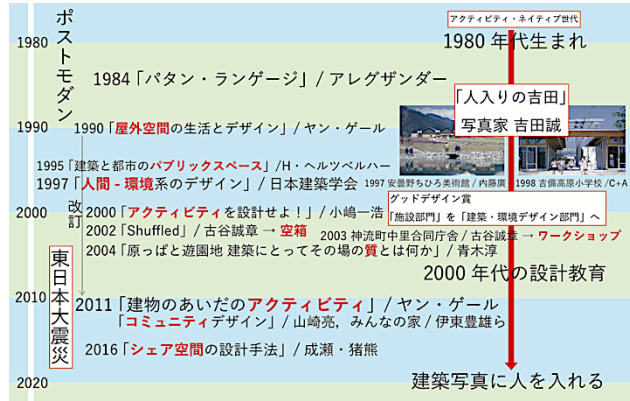 アクティビティ・ネイティブ世代
1980
1980 年代生まれ
ポストモダン
1984「パタン・ランゲージ」/ アレグザンダー
「人入りの吉田」
写真家 吉田誠
1990
1990「屋外空間の生活とデザイン」/ ヤン・ゲール
1995「建築と都市のパブリックスペース」/H・ヘルツベルハー
1997「人間 - 環境系のデザイン」/ 日本建築学会
1997 安曇野ちひろ美術館 / 内藤廣
1998 吉備高原小学校 / C+A
改訂
グッドデザイン賞
「施設部門」を「建築・環境デザイン部門」へ
2000
2000「アクティビティを設計せよ！」/ 小嶋一浩
2002「Shuffled」/ 古谷誠章 → 空箱
2003 神流町中里合同庁舎 / 古谷誠章→ ワークショップ
2004「原っぱと遊園地 建築にとってその場の質とは何か」/ 青木淳
2000 年代の設計教育
東日本大震災
2010
2011「建物のあいだのアクティビティ」/ ヤン・ゲール
「コミュニティデザイン」/ 山崎亮，みんなの家 / 伊東豊雄ら
2016「シェア空間の設計手法」/ 成瀬・猪熊
2020
建築写真に人を入れる